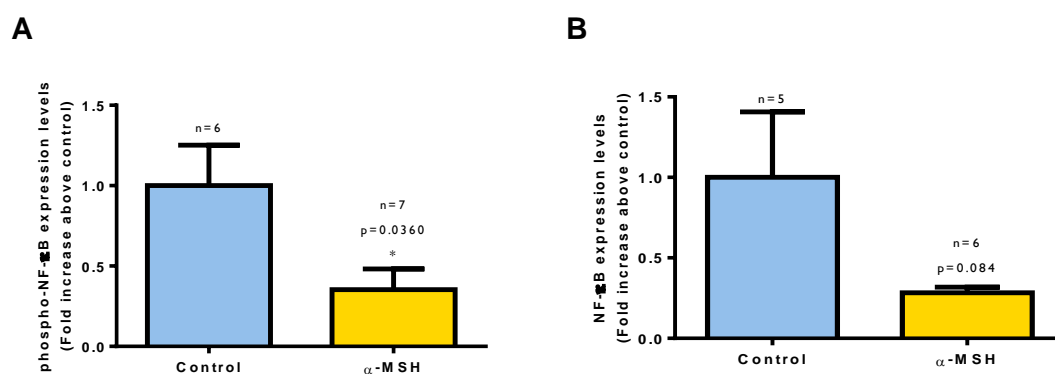 A
phospho-NF-κB expression levels
(Fold increase above control)
1.5
1.0
0.5
0.0
n=6
n=7
p=0.0360
*
Control
α-MSH
B
NF-κB expression levels
(Fold increase above control)
1.5
1.0
0.5
0.0
n=5
n=6
p=0.084
Control
α-MSH